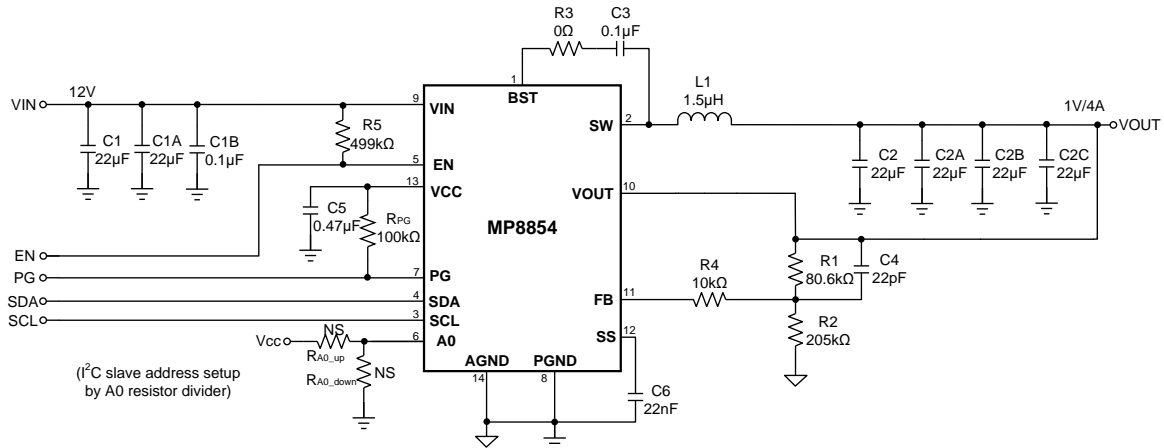 R3
0Ω
C3
0.1µF
1
BST
L1
1.5µH
VIN
12V
9
VIN
C1
22µF
C1A
22µF
C1B
0.1µF
R5
499kΩ
5
EN
SW
2
1V/4A
VOUT
C2
22µF
C2A
22µF
C2B
22µF
C2C
22µF
13
VCC
C5
0.47µF
RPG
100kΩ
VOUT
10
MP8854
EN
PG
7
PG
SDA
4
SDA
SCL
3
SCL
R1
80.6kΩ
C4
22pF
R4
10kΩ
FB
11
R2
205kΩ
SS
12
Vcc
NS
RA0_up
6
A0
RA0_down
NS
AGND
PGND
14
8
C6
22nF
(I²C slave address setup
by A0 resistor divider)